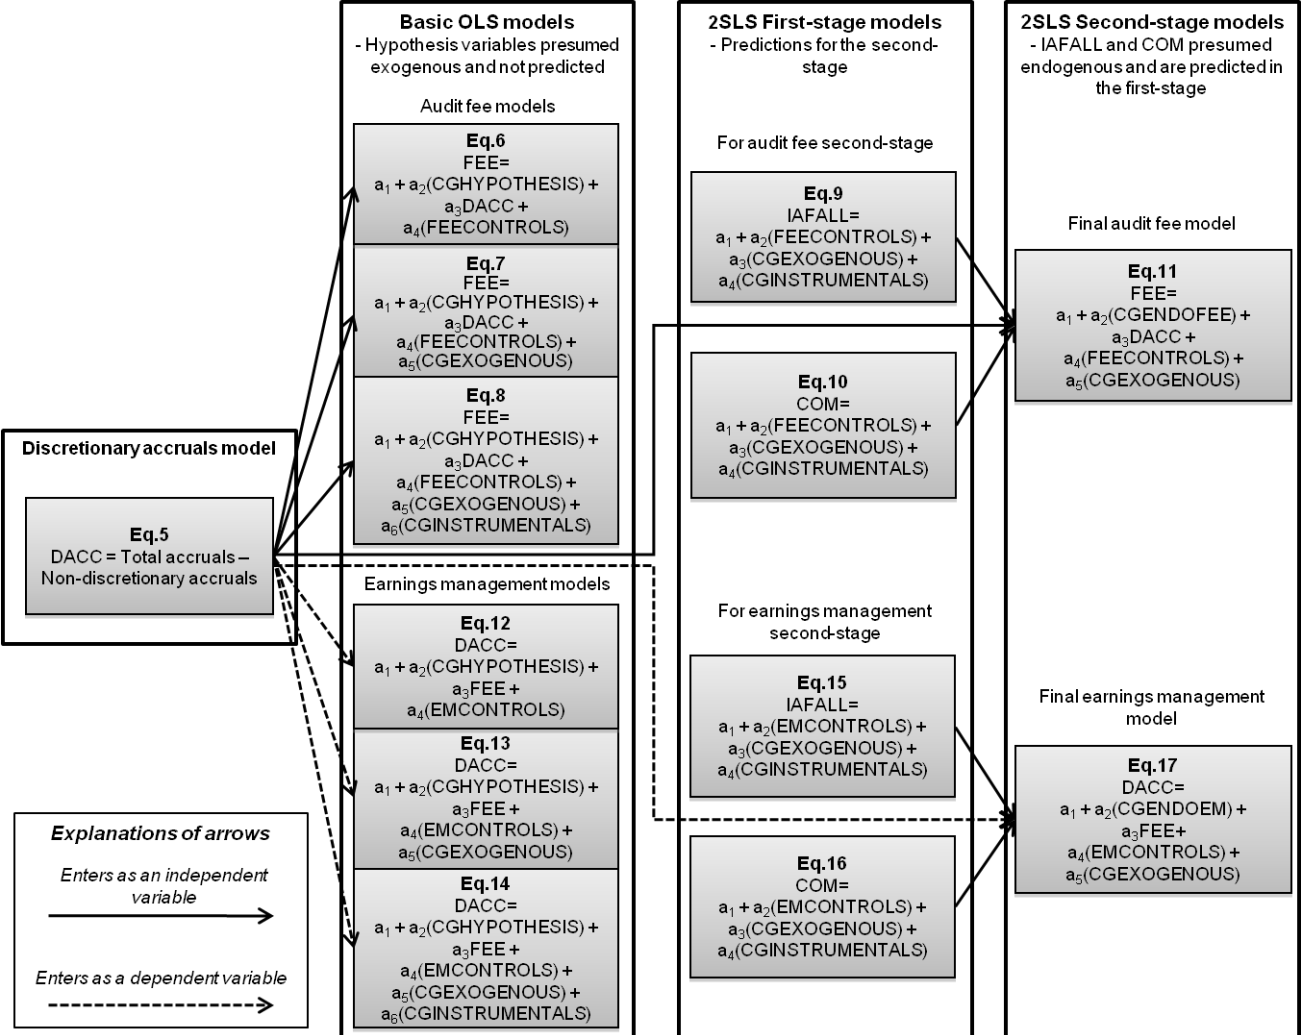 Basic OLS models
- Hypothesis variables presumed
exogenous and not predicted
Audit fee models
Eq.6
FEE=
a1 + a2(CGHYPOTHESIS) +
a3DACC +
a4(FEECONTROLS)
Eq.7
FEE=
a1 + a2(CGHYPOTHESIS) +
a3DACC +
a4(FEECONTROLS) +
a5(CGEXOGENOUS)
Eq.8
FEE=
a1 + a2(CGHYPOTHESIS) +
a3DACC +
a4(FEECONTROLS) +
a5(CGEXOGENOUS) +
a6(CGINSTRUMENTALS)
Discretionary accruals model
Eq.5
DACC = Total accruals –
Non-discretionary accruals
Earnings management models
Eq.12
DACC=
a1 + a2(CGHYPOTHESIS) +
a3FEE +
a4(EMCONTROLS)
Eq.13
DACC=
a1 + a2(CGHYPOTHESIS) +
a3FEE +
a4(EMCONTROLS) +
a5(CGEXOGENOUS)
Eq.14
DACC=
a1 + a2(CGHYPOTHESIS) +
a3FEE +
a4(EMCONTROLS) +
a5(CGEXOGENOUS) +
a6(CGINSTRUMENTALS)
2SLS First-stage models
- Predictions for the second-
stage
For audit fee second-stage
Eq.9
IAFALL=
a1 + a2(FEECONTROLS) +
a3(CGEXOGENOUS) +
a4(CGINSTRUMENTALS)
Eq.10
COM=
a1 + a2(FEECONTROLS) +
a3(CGEXOGENOUS) +
a4(CGINSTRUMENTALS)
For earnings management
second-stage
Eq.15
IAFALL=
a1 + a2(EMCONTROLS) +
a3(CGEXOGENOUS) +
a4(CGINSTRUMENTALS)
Eq.16
COM=
a1 + a2(EMCONTROLS) +
a3(CGEXOGENOUS) +
a4(CGINSTRUMENTALS)
2SLS Second-stage models
- IAFALL and COM presumed
endogenous and are predicted in
the first-stage
Final audit fee model
Eq.11
FEE=
a1 + a2(CGENDOFEE) +
a3DACC +
a4(FEECONTROLS) +
a5(CGEXOGENOUS)
Final earnings management
model
Eq.17
DACC=
a1 + a2(CGENDOEM) +
a3FEE+
a4(EMCONTROLS) +
a5(CGEXOGENOUS)
Explanations of arrows
Enters as an independent
variable
Enters as a dependent variable